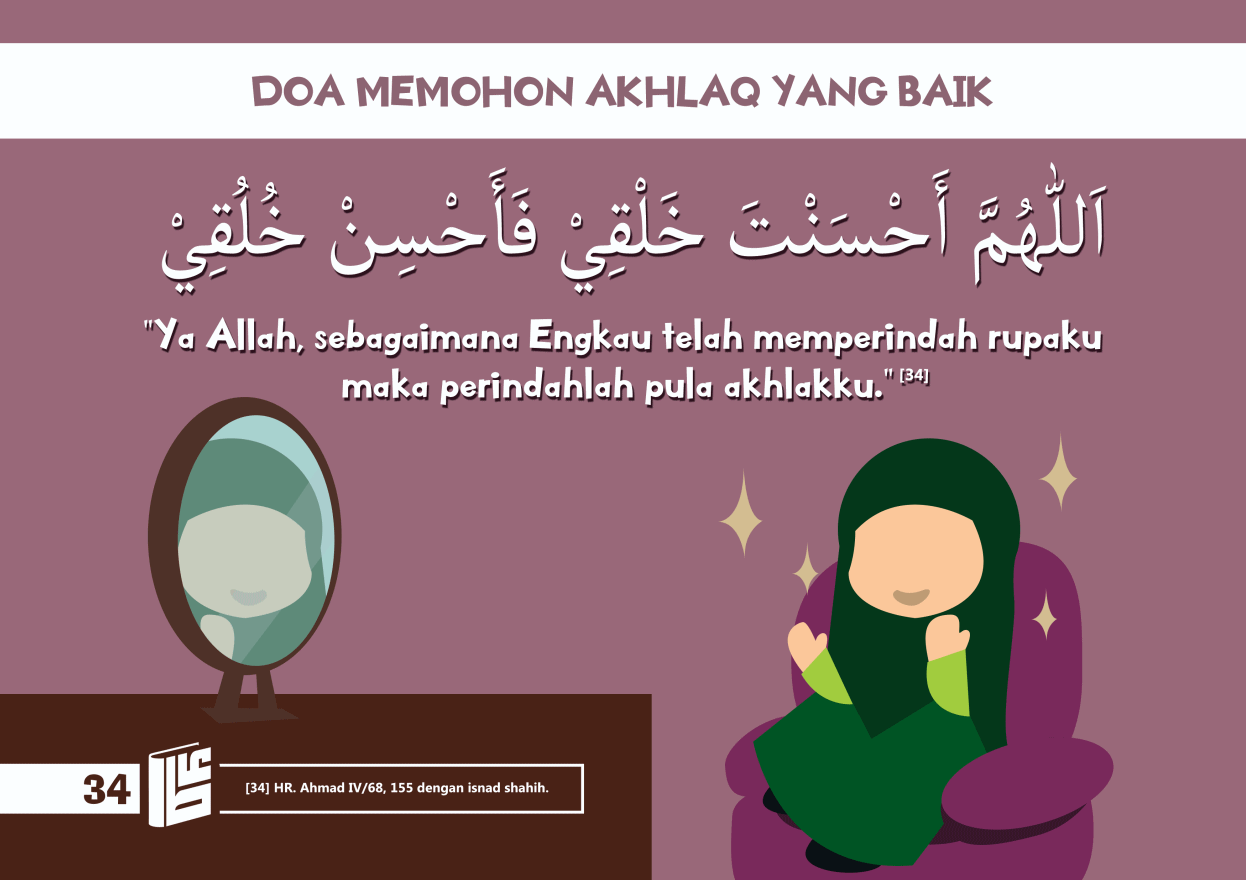 DOA MEMOHON AKHLAQ YANG BAIK
اَللّٰهُمَّ أَحْسَنْتَ خَلْقِيْ فَأَحْسِنْ خُلُقِيْ
"Ya Allah, sebagaimana Engkau telah memperindah rupaku
maka perindahlah pula akhlakku." [34]
34
[34] HR. Ahmad IV/68, 155 dengan isnad shahih.